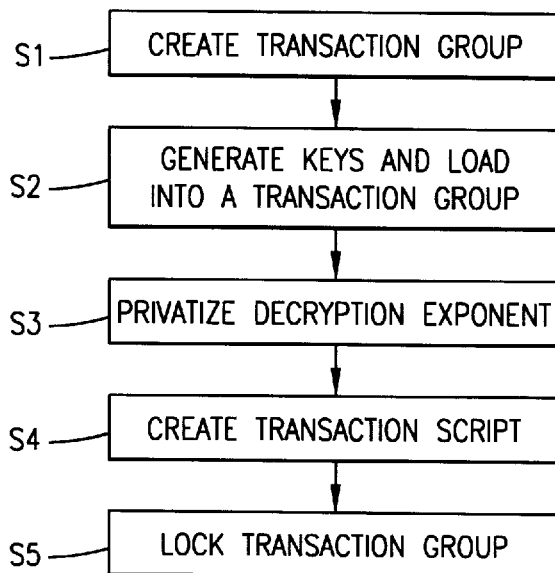 S1 CREATE TRANSACTION GROUP
S2 GENERATE KEYS AND LOAD
INTO A TRANSACTION GROUP
S3 PRIVATIZE DECRYPTION EXPONENT
S4 CREATE TRANSACTION SCRIPT
S5 LOCK TRANSACTION GROUP